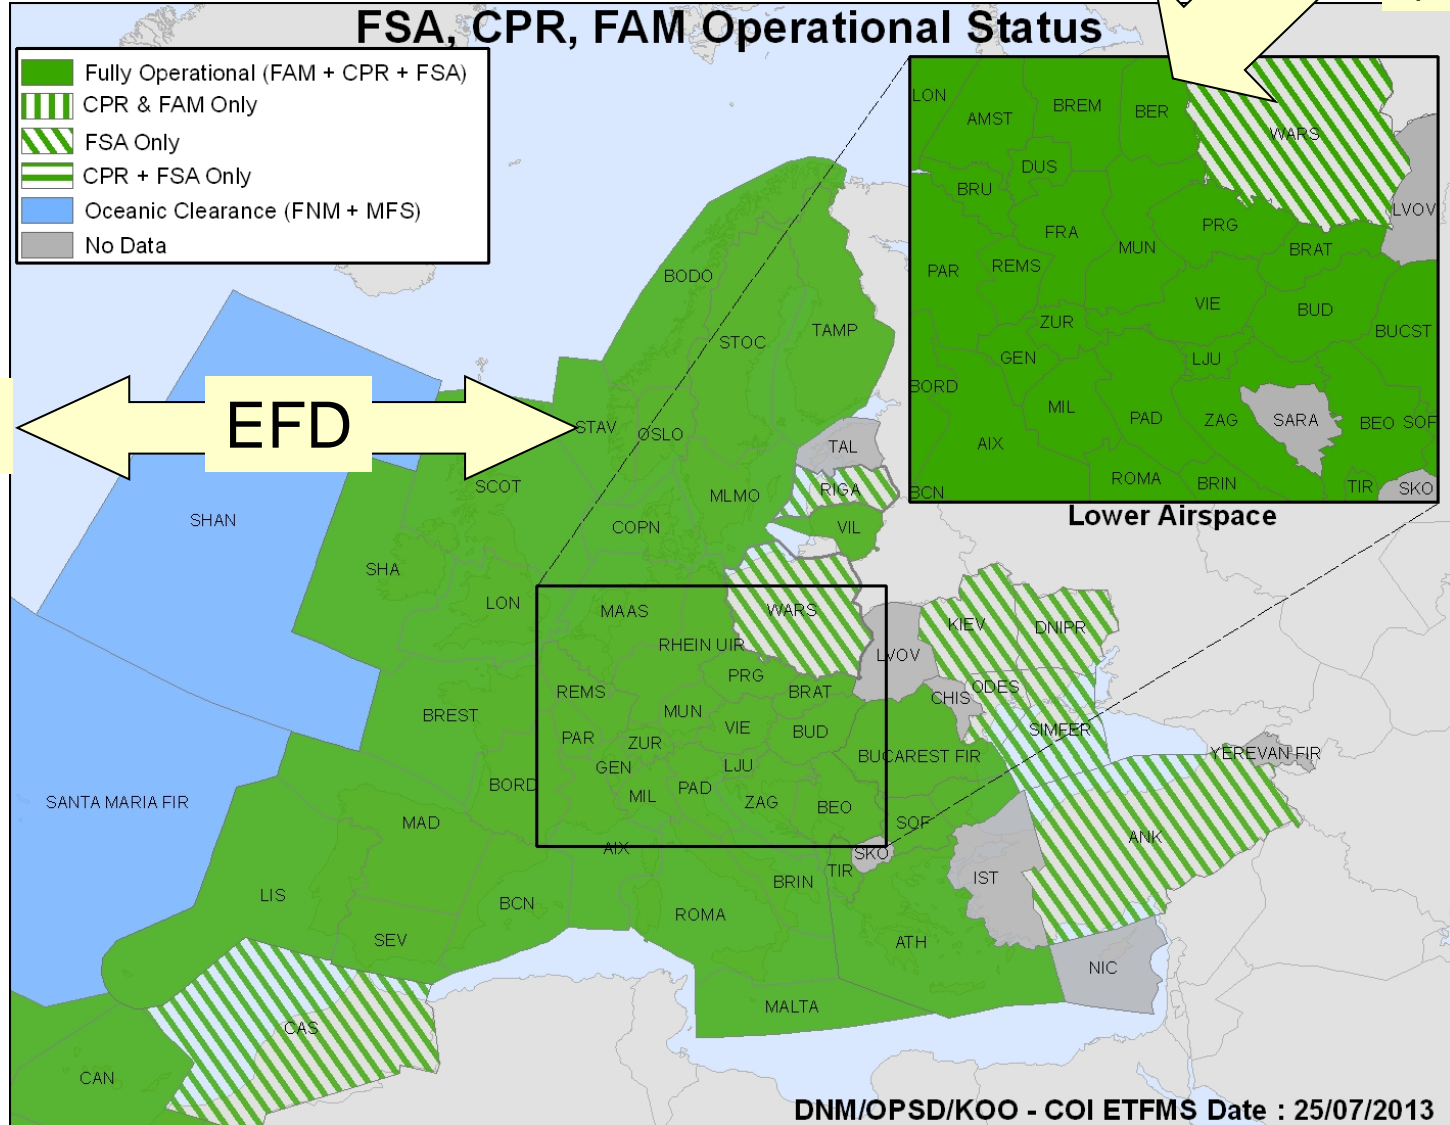 FSA, CPR, FAM Operational Status
Fully Operational (FAM + CPR + FSA)
CPR & FAM Only
FSA Only
CPR + FSA Only
Oceanic Clearance (FNM + MFS)
No Data
LON
AMST
BREM
BER
WARS
DUS
BRU
LVOV
FRA
PRG
MUN
BRAT
PAR
REMS
VIE
BUD
ZUR
BUCST
GEN
LJU
BORD
MIL
PAD
ZAG
SARA
BEO
SOF
AIX
ROMA
BRIN
TIR
SKO
BCN
Lower Airspace
EFD
BODO
STOC
TAMP
STAV
OSLO
TAL
SCOT
MLMO
RIGA
SHAN
COPN
VIL
SHA
LON
MAAS
WARS
KIEV
DNIPR
RHEIN UIR
LVOV
PRG
REMS
BRAT
CHIS
ODES
BREST
MUN
VIE
BUD
SIMFER
PAR
ZUR
BUCAREST FIR
YEREVAN FIR
GEN
LJU
BORD
MIL
PAD
ZAG
BEO
SANTA MARIA FIR
MAD
SOF
ANK
AIX
SKO
TIR
IST
BRIN
LIS
BCN
ROMA
SEV
ATH
NIC
MALTA
CAS
CAN
DNM/OPSD/KOO - COI ETFMS Date : 25/07/2013